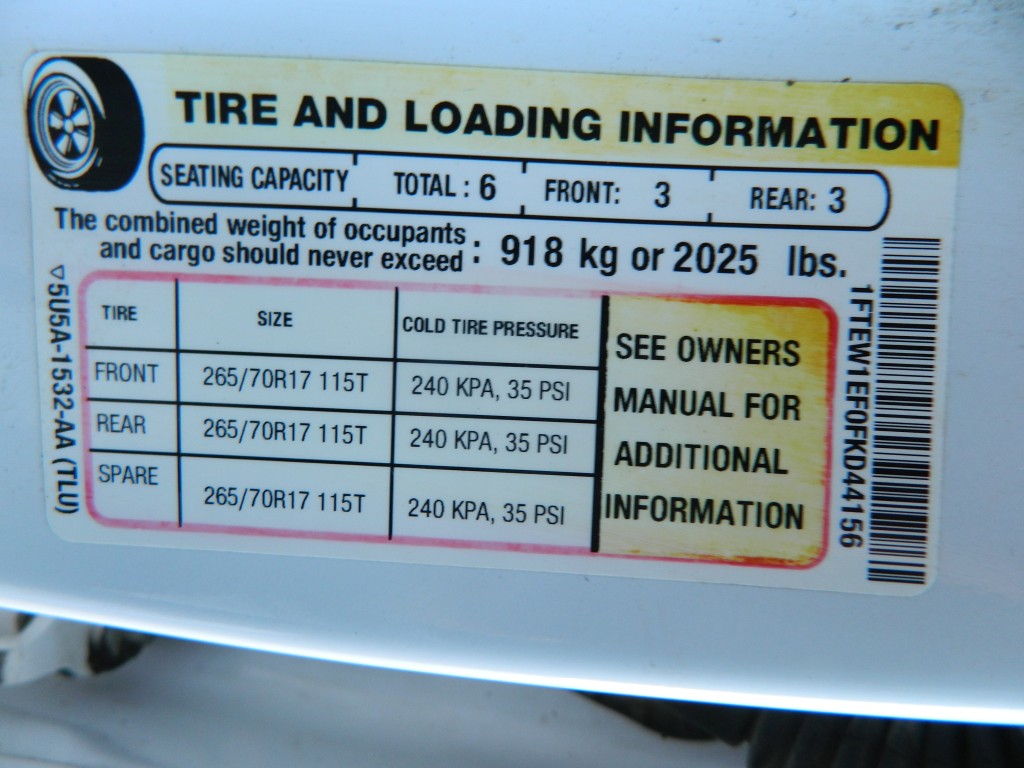 TIRE AND LOADING INFORMATION
SEATING CAPACITY TOTAL : 6 FRONT: 3 REAR: 3
The combined weight of occupants
and cargo should never exceed : 918 kg or 2025 lbs.
TIRE SIZE COLD TIRE PRESSURE
FRONT 265/70R17 115T 240 KPA, 35 PSI
REAR 265/70R17 115T 240 KPA, 35 PSI
SPARE 265/70R17 115T 240 KPA, 35 PSI
SEE OWNERS
MANUAL FOR
ADDITIONAL
INFORMATION
▽5U5A-1532-AA (TLU)
1FTEW1EF0FKD44156